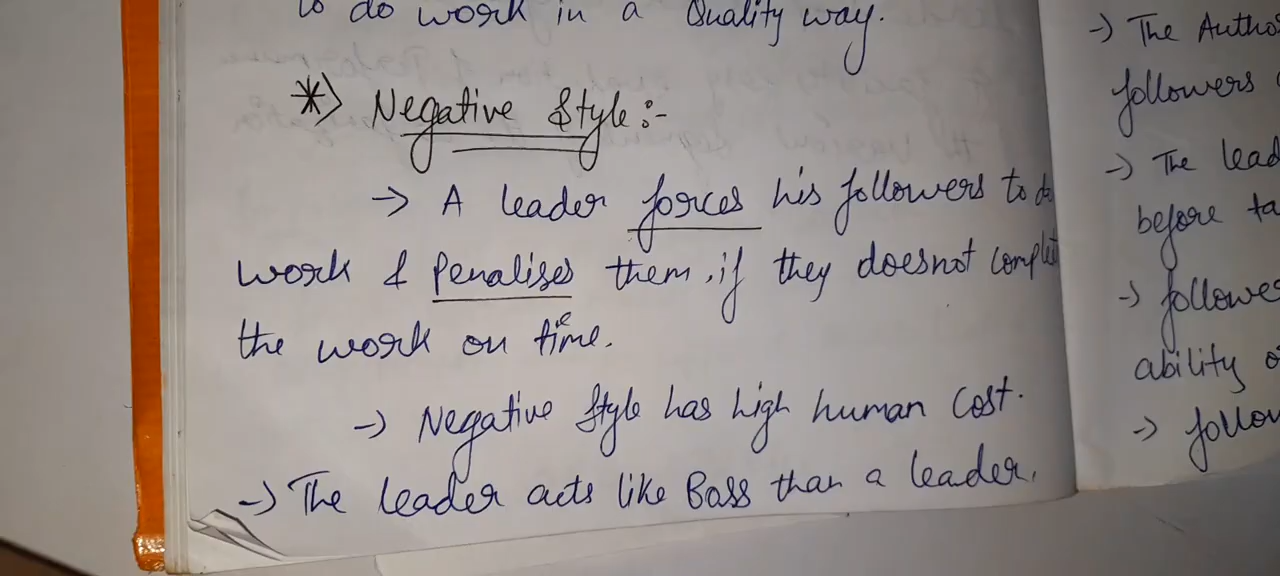 to do work in a Quality way.
*) Negative Style:-
-> A leader forces his followers to do
work & Penalises them, if they doesnot complet
the work on time.
-> Negative Style has high human Cost.
-> The leader acts like Boss than a leader.
-> The Autho
followers
-> The lead
before ta
-> followe
ability o
-> follow